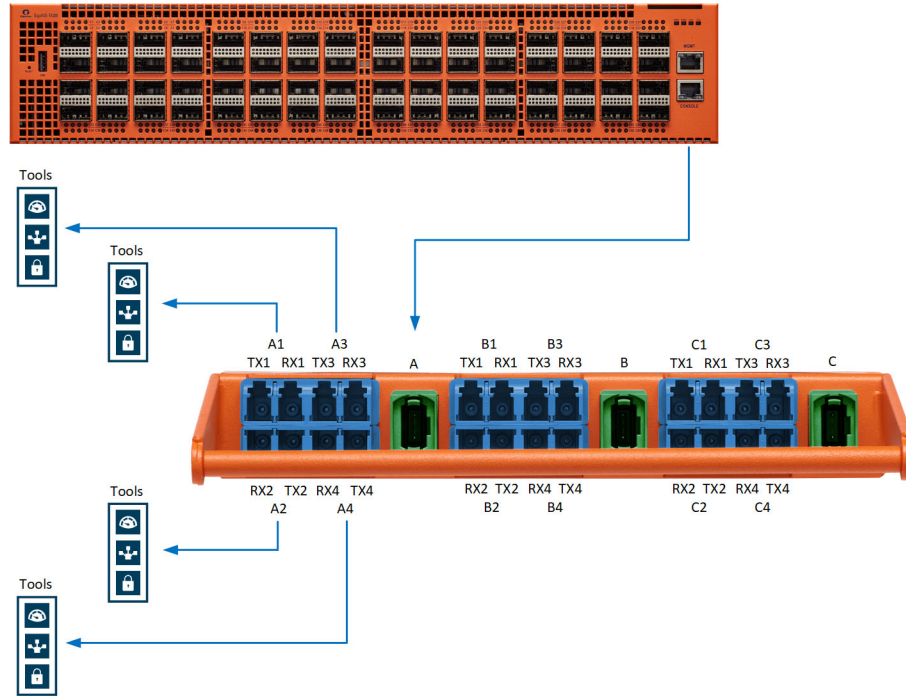 MGMT
CONSOLE
Tools
Tools
A1 A3
TX1 RX1 TX3 RX3
A
B1 B3
TX1 RX1 TX3 RX3
B
C1 C3
TX1 RX1 TX3 RX3
C
RX2 TX2 RX4 TX4
A2 A4
RX2 TX2 RX4 TX4
B2 B4
RX2 TX2 RX4 TX4
C2 C4
Tools
Tools